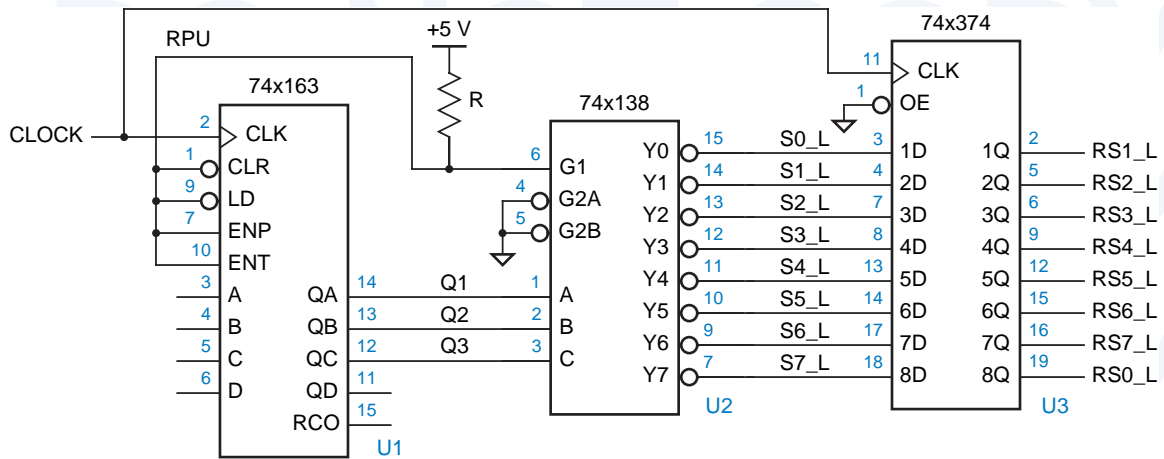 +5 V
RPU
R
CLOCK
74x163
2 CLK
1 CLR
9 LD
7 ENP
10 ENT
3 A QA 14 Q1
4 B QB 13 Q2
5 C QC 12 Q3
6 D QD 11
RCO 15
U1
74x138
6 G1
4 G2A
5 G2B
1 A
2 B
3 C
Y0 15 S0_L
Y1 14 S1_L
Y2 13 S2_L
Y3 12 S3_L
Y4 11 S4_L
Y5 10 S5_L
Y6 9 S6_L
Y7 7 S7_L
U2
74x374
11 CLK
1 OE
3 1D 1Q 2 RS1_L
4 2D 2Q 5 RS2_L
7 3D 3Q 6 RS3_L
8 4D 4Q 9 RS4_L
13 5D 5Q 12 RS5_L
14 6D 6Q 15 RS6_L
17 7D 7Q 16 RS7_L
18 8D 8Q 19 RS0_L
U3